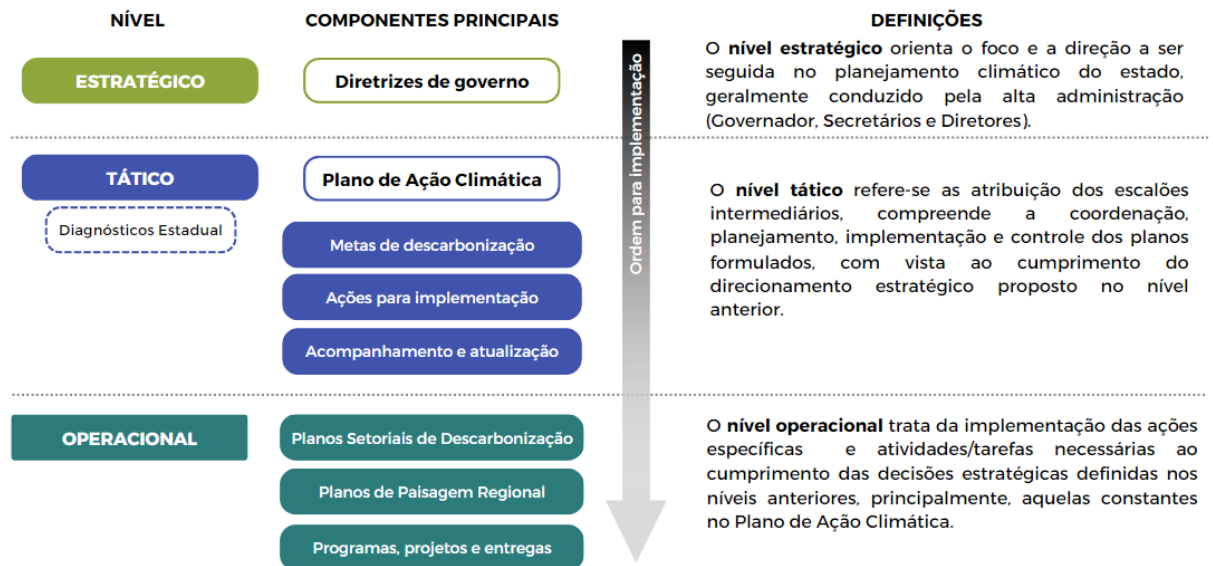 NÍVEL
COMPONENTES PRINCIPAIS
DEFINIÇÕES
ESTRATÉGICO
Diretrizes de governo
O nível estratégico orienta o foco e a direção a ser
seguida no planejamento climático do estado,
geralmente conduzido pela alta administração
(Governador, Secretários e Diretores).
Ordem para implementação
TÁTICO
Diagnósticos Estadual
Plano de Ação Climática
Metas de descarbonização
Ações para implementação
Acompanhamento e atualização
O nível tático refere-se as atribuição dos escalões
intermediários, compreende a coordenação,
planejamento, implementação e controle dos planos
formulados, com vista ao cumprimento do
direcionamento estratégico proposto no nível
anterior.
OPERACIONAL
Planos Setoriais de Descarbonização
Planos de Paisagem Regional
Programas, projetos e entregas
O nível operacional trata da implementação das ações
específicas e atividades/tarefas necessárias ao
cumprimento das decisões estratégicas definidas nos
níveis anteriores, principalmente, aquelas constantes
no Plano de Ação Climática.